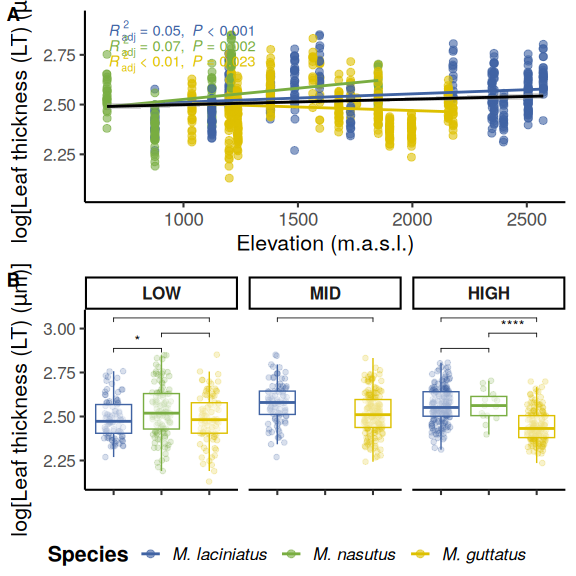 A
log[Leaf thickness (LT) (µ
R²adj = 0.05, P < 0.001
R²adj = 0.07, P = 0.002
R²adj < 0.01, P = 0.023
2.75
2.50
2.25
1000 1500 2000 2500
Elevation (m.a.s.l.)
B
log[Leaf thickness (LT) (µm)]
LOW MID HIGH
3.00
2.75
2.50
2.25
*
****
Species M. laciniatus M. nasutus M. guttatus